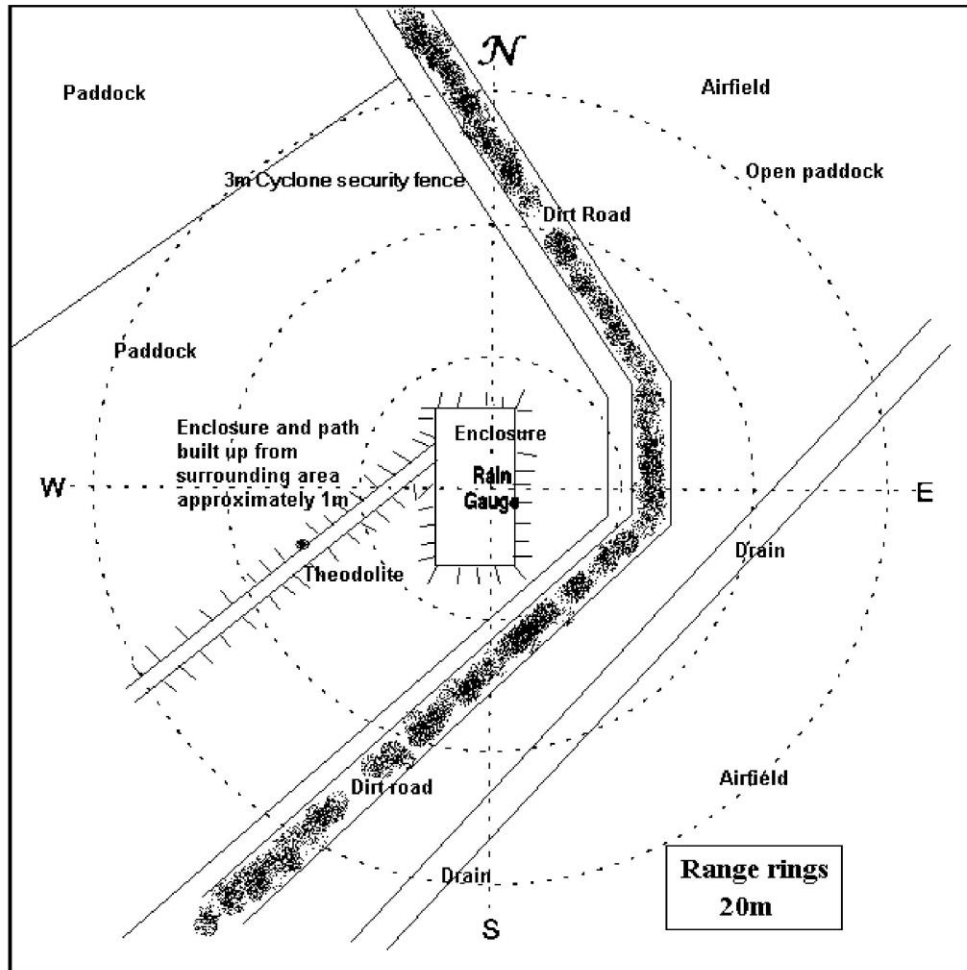 N
Paddock
Airfield
Open paddock
3m Cyclone security fence
Dirt Road
Paddock
Enclosure and path
built up from
surrounding area
approximately 1m
Enclosure
Rain
Gauge
W
E
Drain
Theodolite
Airfield
Dirt road
Drain
Range rings
20m
S